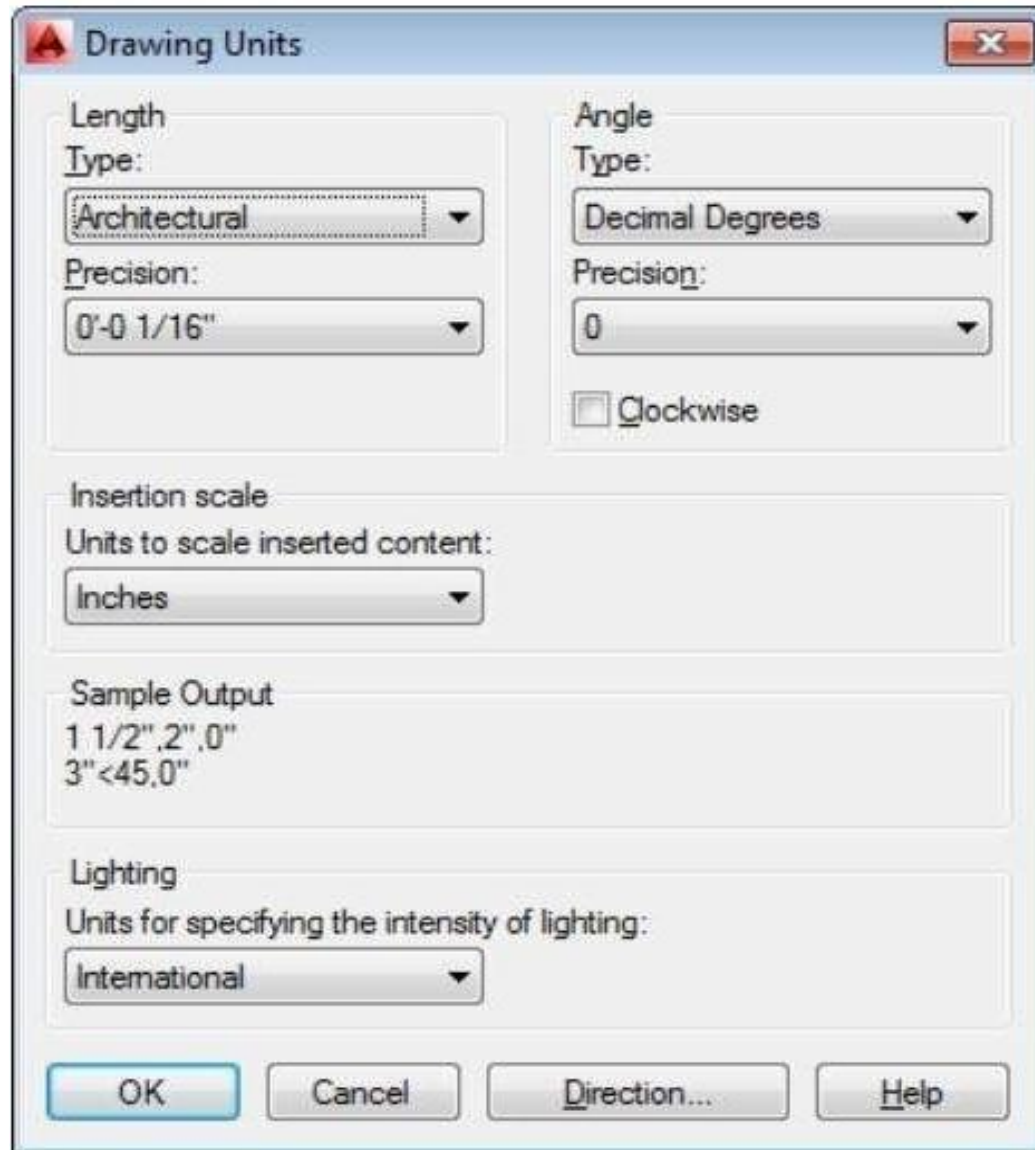 Drawing Units
Length
Type:
Architectural
Precision:
0'-0 1/16"
Angle
Type:
Decimal Degrees
Precision:
0
Clockwise
Insertion scale
Units to scale inserted content:
Inches
Sample Output
1 1/2",2",0"
3"<45,0"
Lighting
Units for specifying the intensity of lighting:
International
OK Cancel Direction... Help